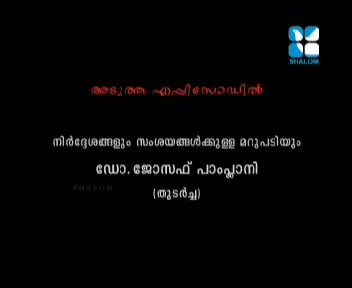 SHALOM
അടുത്ത എപ്പിസോഡിൽ
നിർദ്ദേശങ്ങളും സംശയങ്ങൾക്കുള്ള മറുപടിയും
ഡോ. ജോസഫ് പാംപ്ലാനി
(തുടർച്ച)